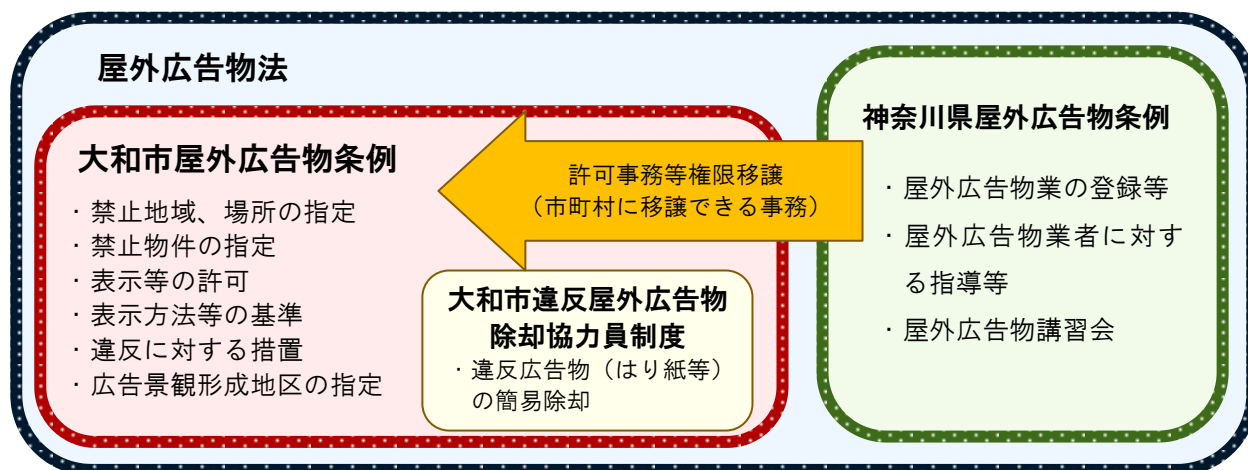 屋外広告物法
大和市屋外広告物条例
・禁止地域、場所の指定
・禁止物件の指定
・表示等の許可
・表示方法等の基準
・違反に対する措置
・広告景観形成地区の指定
許可事務等権限移譲
（市町村に移譲できる事務）
大和市違反屋外広告物
除却協力員制度
・違反広告物（はり紙等）
の簡易除却
神奈川県屋外広告物条例
・屋外広告物業の登録等
・屋外広告物業者に対す
る指導等
・屋外広告物講習会